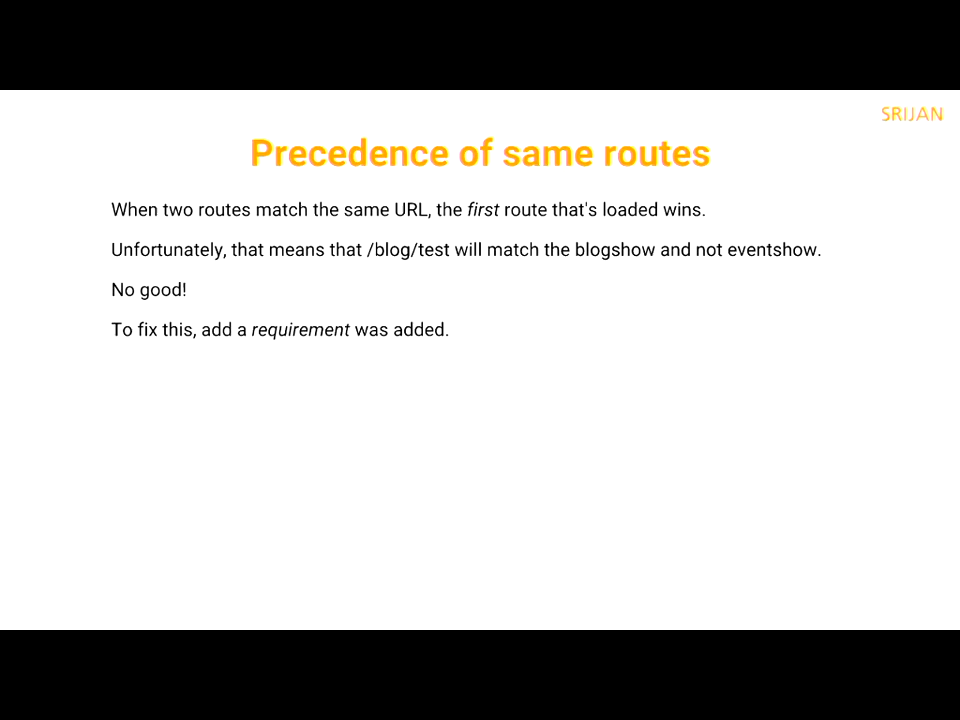 SRIJAN
Precedence of same routes
When two routes match the same URL, the first route that's loaded wins.
Unfortunately, that means that /blog/test will match the blogshow and not eventshow.
No good!
To fix this, add a requirement was added.